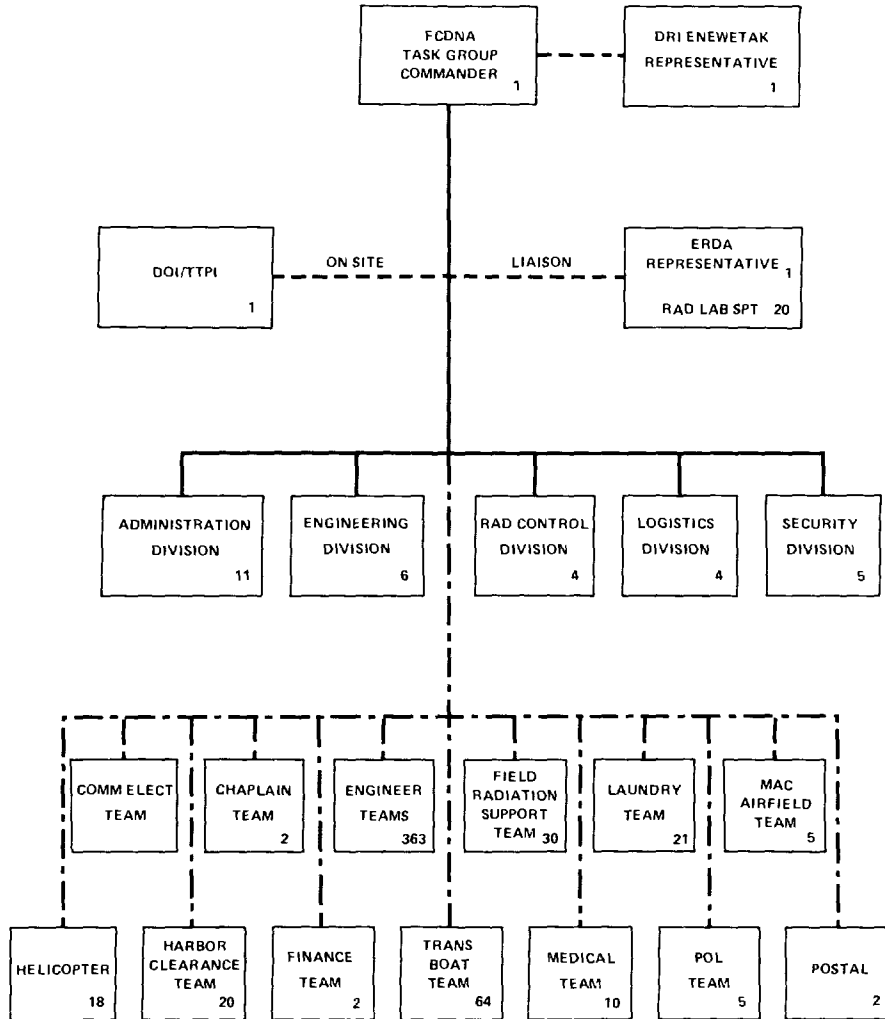 FCDNA
TASK GROUP
COMMANDER
1
DRI ENEWETAK
REPRESENTATIVE
1
DOI/TTPI
1
ON SITE
LIAISON
ERDA
REPRESENTATIVE
1
RAD LAB SPT 20
ADMINISTRATION
DIVISION
11
ENGINEERING
DIVISION
6
RAD CONTROL
DIVISION
4
LOGISTICS
DIVISION
4
SECURITY
DIVISION
5
COMM ELECT
TEAM
CHAPLAIN
TEAM
2
ENGINEER
TEAMS
363
FIELD
RADIATION
SUPPORT
TEAM
30
LAUNDRY
TEAM
21
MAC
AIRFIELD
TEAM
5
HELICOPTER
18
HARBOR
CLEARANCE
TEAM
20
FINANCE
TEAM
2
TRANS
BOAT
TEAM
64
MEDICAL
TEAM
10
POL
TEAM
5
POSTAL
2